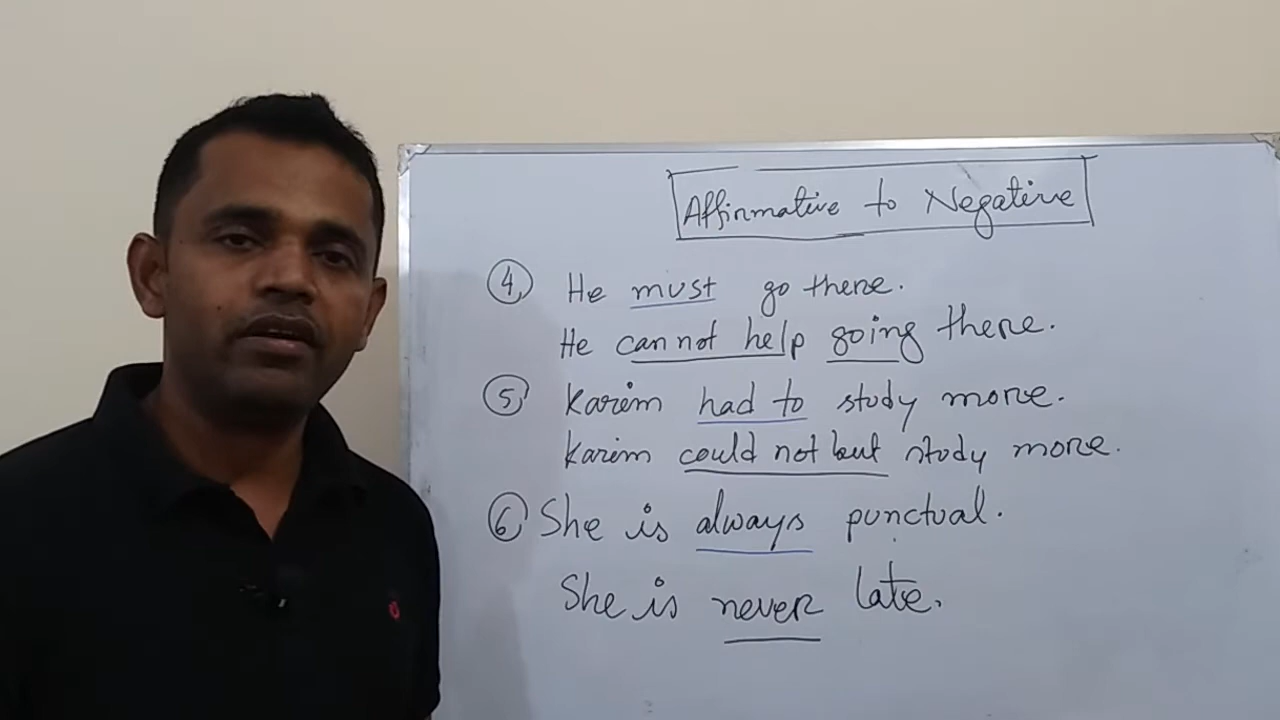 Affirmative to Negative
④ He must go there.
He can not help going there.
⑤ Karim had to study more.
Karim could not but study more.
⑥ She is always punctual.
She is never late.